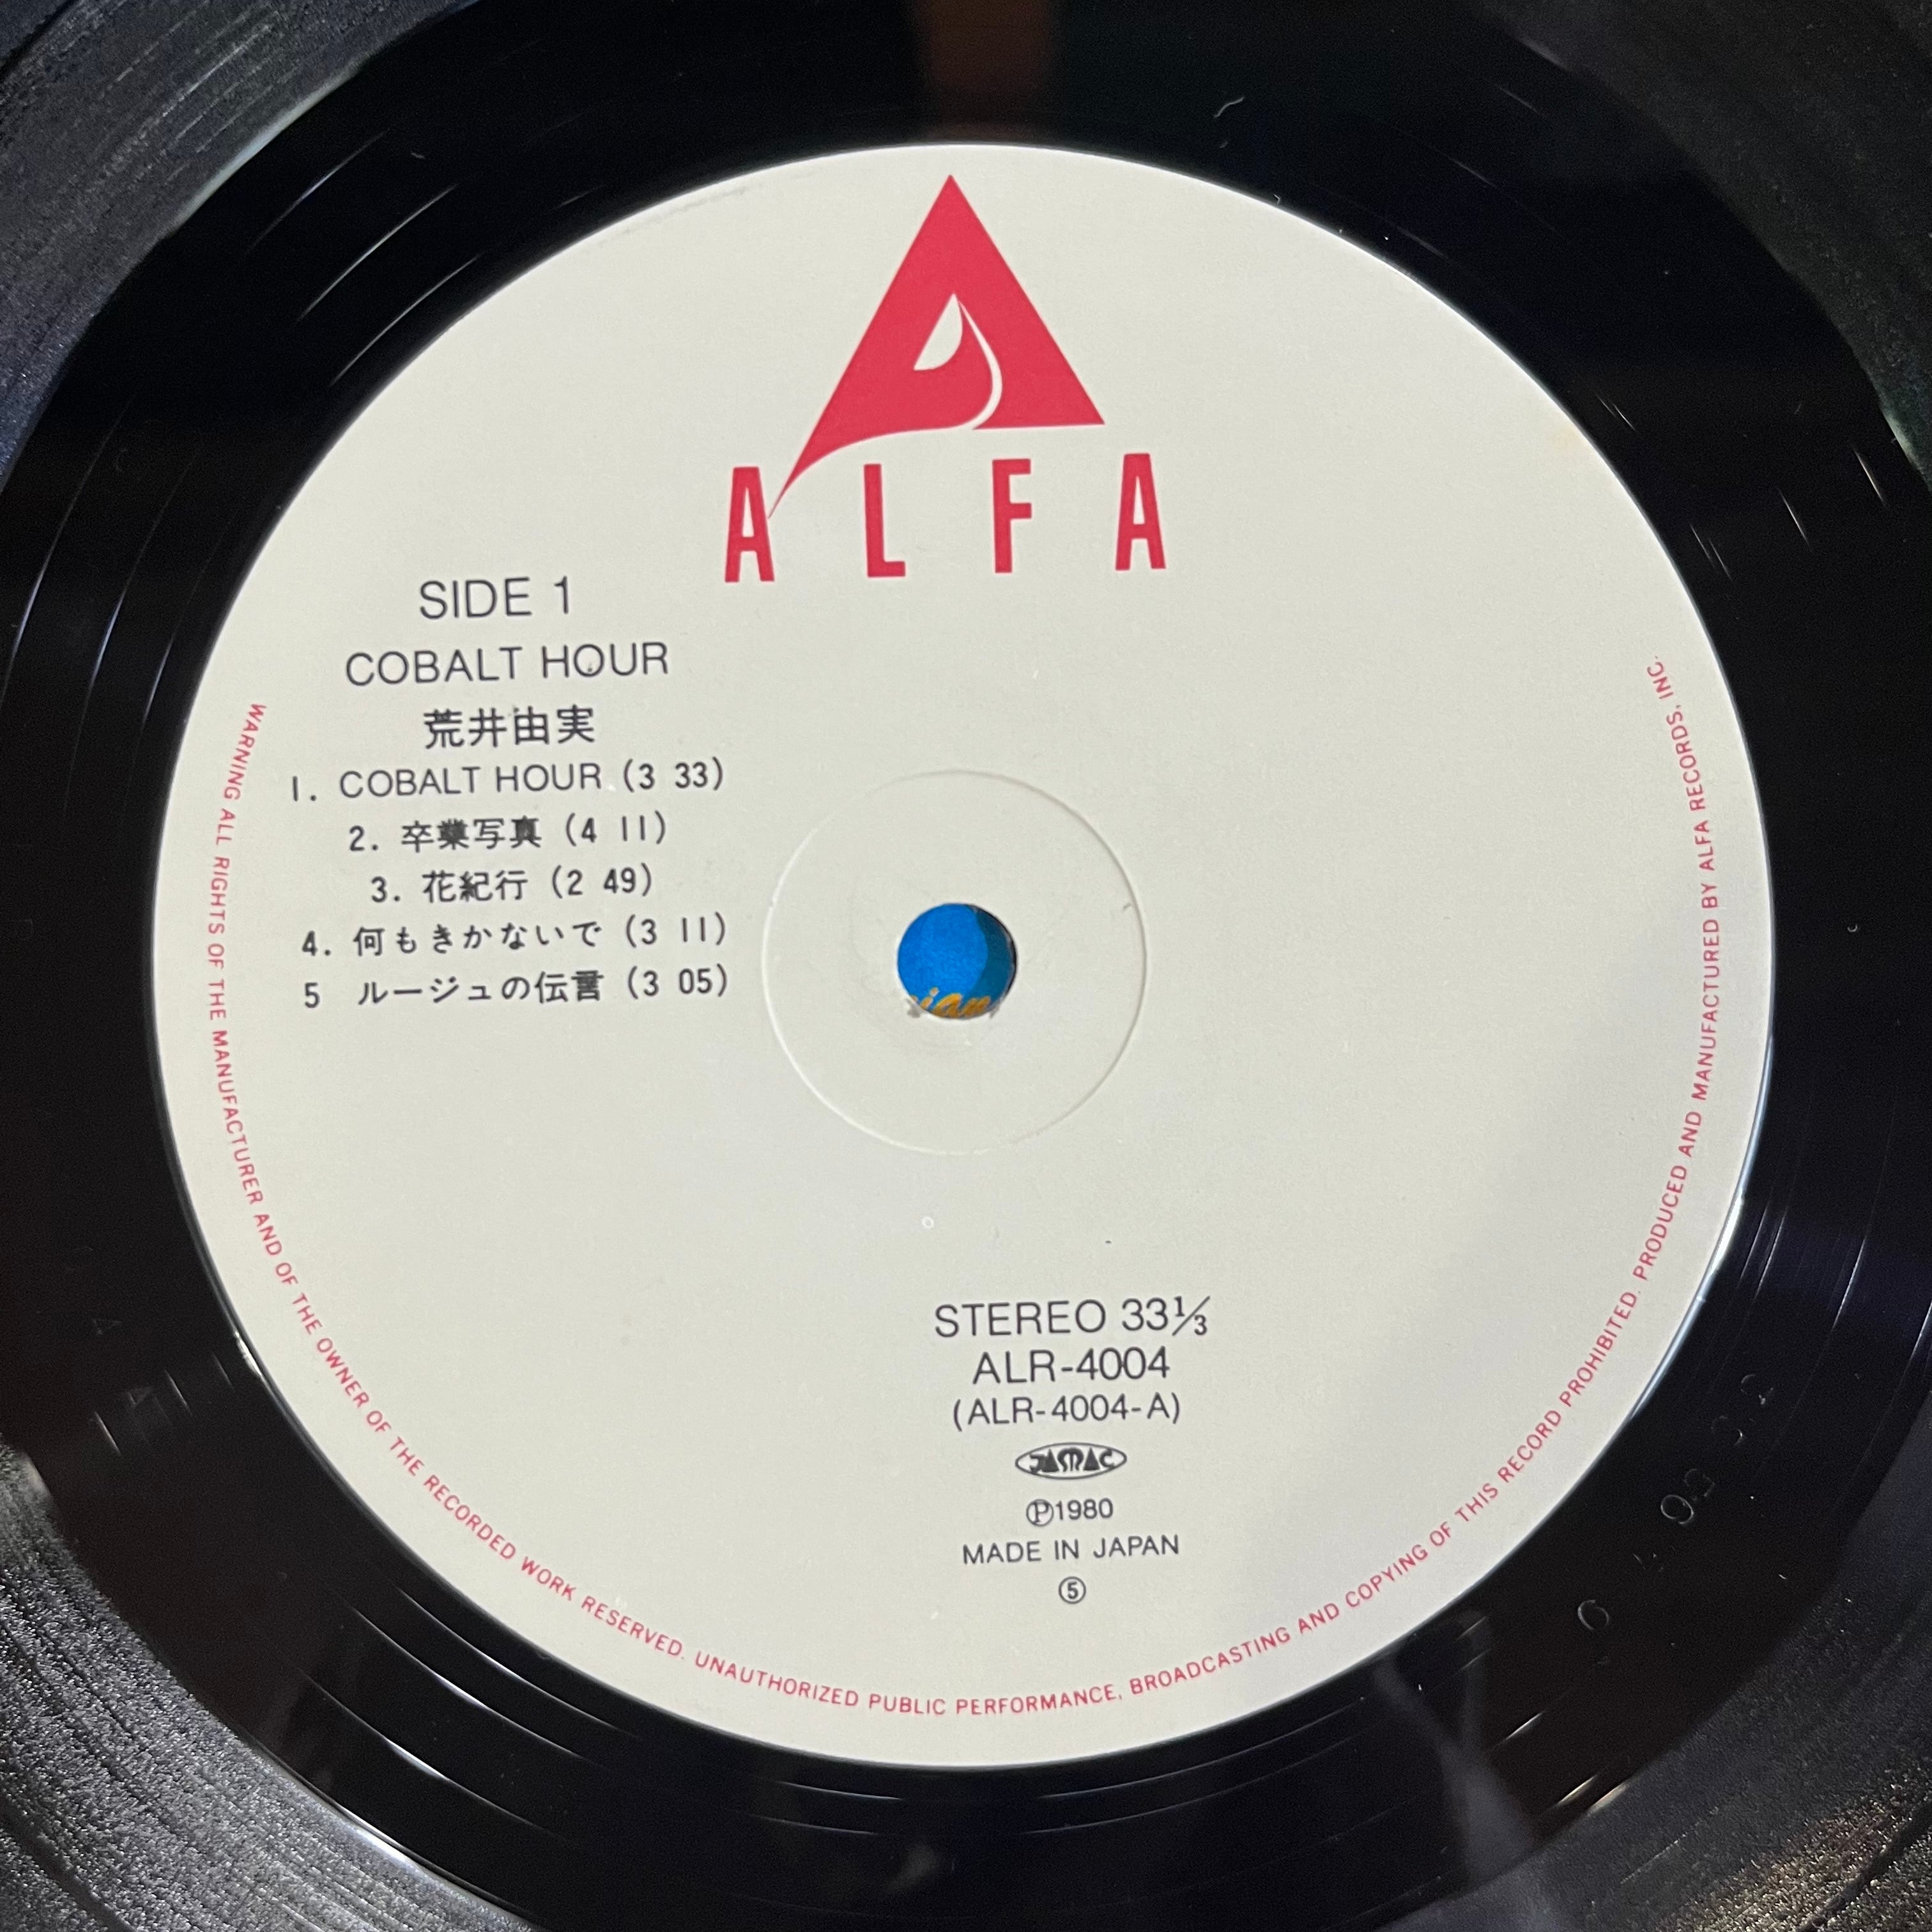 ALFA
SIDE 1
COBALT HOUR
荒井由実
1. COBALT HOUR (3 33)
2. 卒業写真 (4 11)
3. 花紀行 (2 49)
4. 何もきかないで (3 11)
5 ルージュの伝言 (3 05)
STEREO 33⅓
ALR-4004
(ALR-4004-A)
JASRAC
Ⓟ1980
MADE IN JAPAN
⑤
WARNING ALL RIGHTS OF THE MANUFACTURER AND OF THE OWNER OF THE RECORDED WORK RESERVED. UNAUTHORIZED PUBLIC PERFORMANCE, BROADCASTING AND COPYING OF THIS RECORD PROHIBITED. PRODUCED AND MANUFACTURED BY ALFA RECORDS, INC.